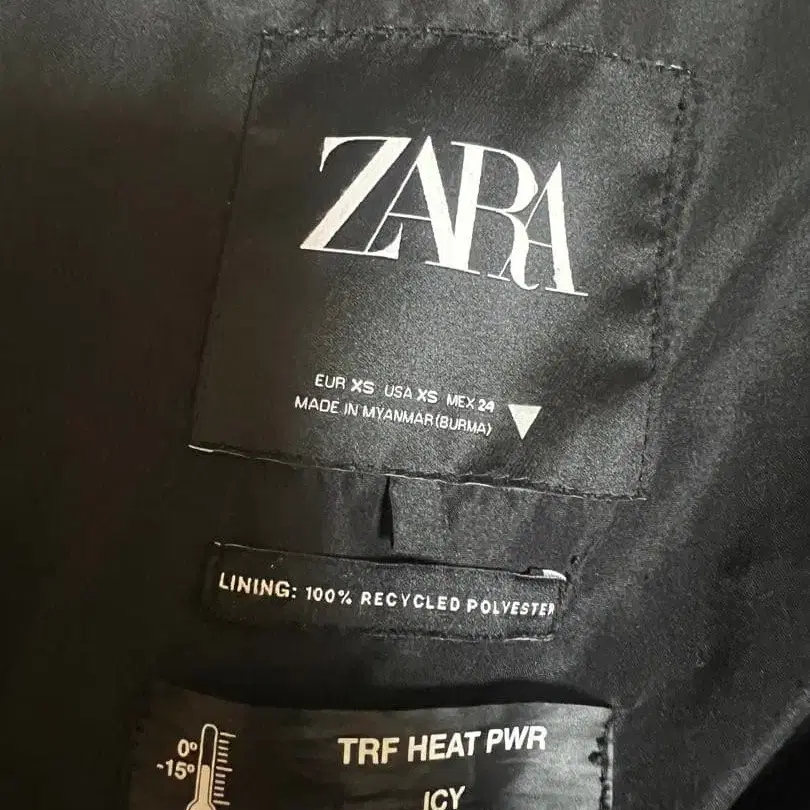 ZARA
EUR XS USA XS MEX 24
MADE IN MYANMAR (BURMA)
LINING: 100% RECYCLED POLYESTER
TRF HEAT PWR
0°
-15°
ICY